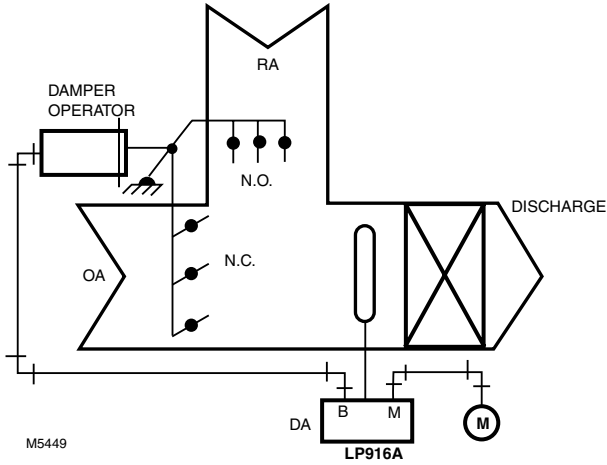 RA
DAMPER
OPERATOR
N.O.
DISCHARGE
OA
N.C.
B
M
DA
M
M5449
LP916A